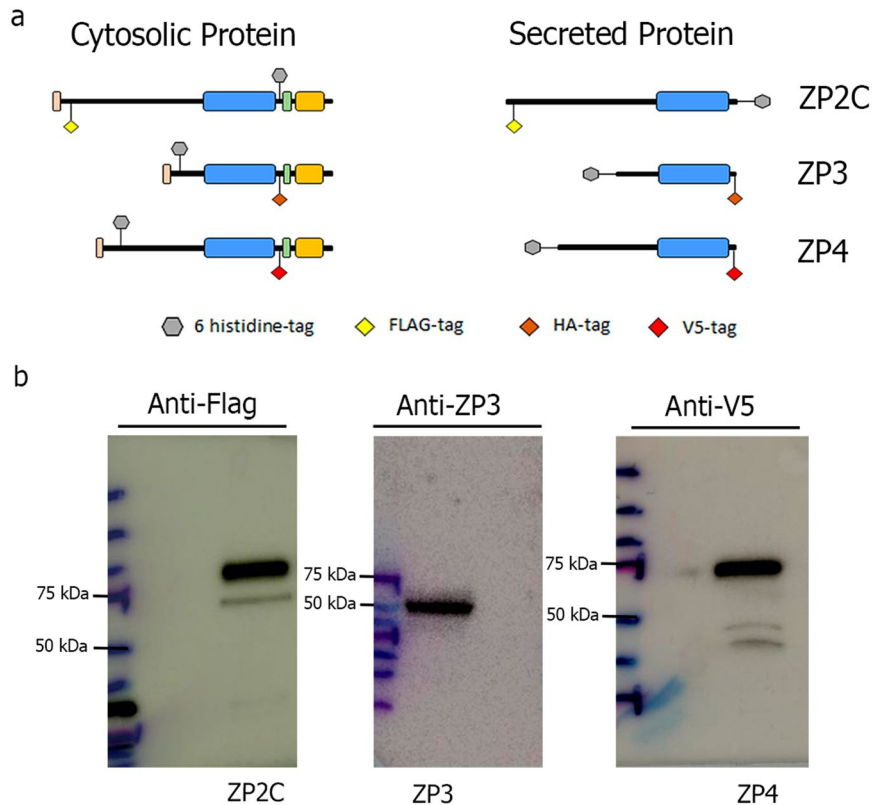 a
Cytosolic Protein
Secreted Protein
ZP2C
ZP3
ZP4
6 histidine-tag
FLAG-tag
HA-tag
V5-tag
b
Anti-Flag
Anti-ZP3
Anti-V5
75 kDa
50 kDa
75 kDa
50 kDa
75 kDa
50 kDa
ZP2C
ZP3
ZP4